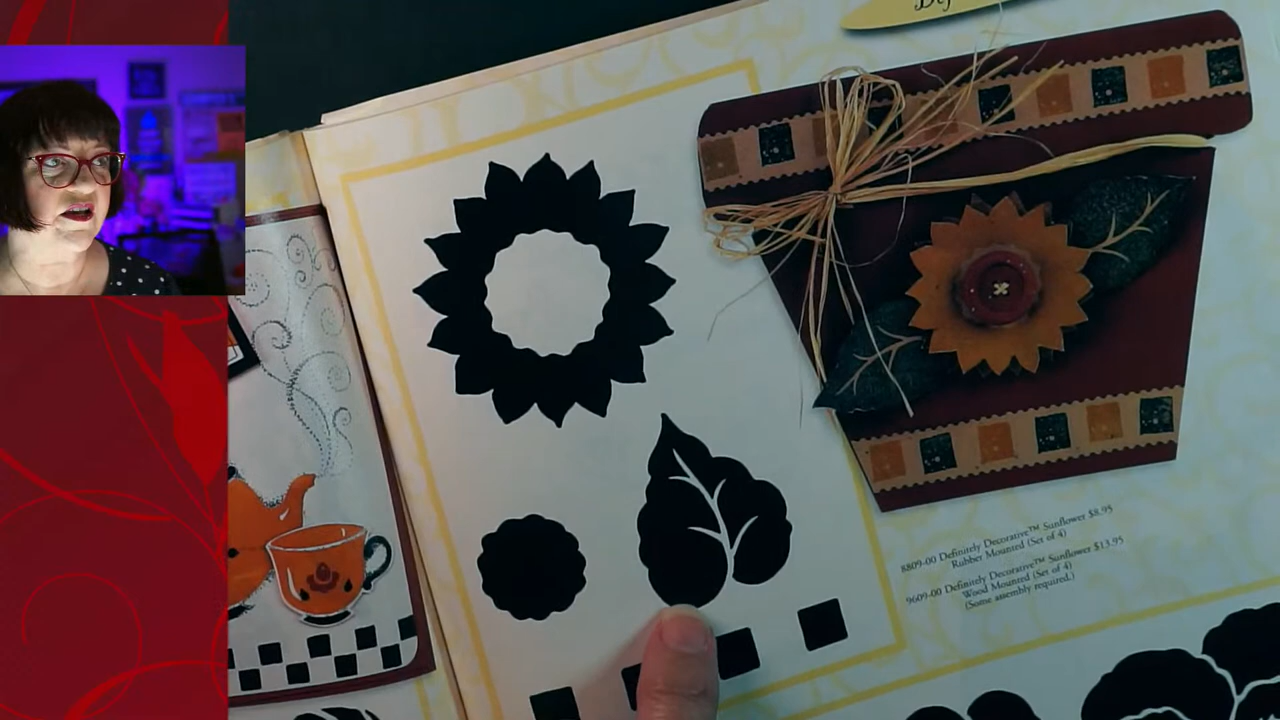 8809-00 Definitely Decorative™ Sunflower $8.95
Rubber Mounted (Set of 4)
9609-00 Definitely Decorative™ Sunflower $13.95
Wood Mounted (Set of 4)
(Some assembly required.)